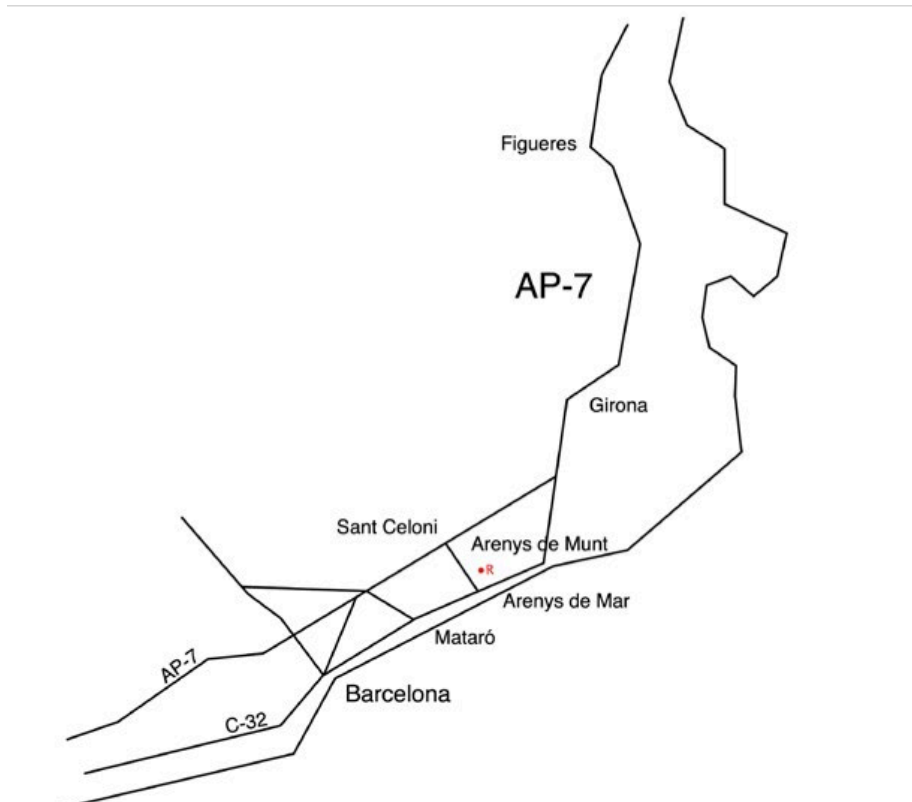 Figueres
AP-7
Girona
Sant Celoni
Arenys de Munt
R
Arenys de Mar
Mataró
AP-7
Barcelona
C-32